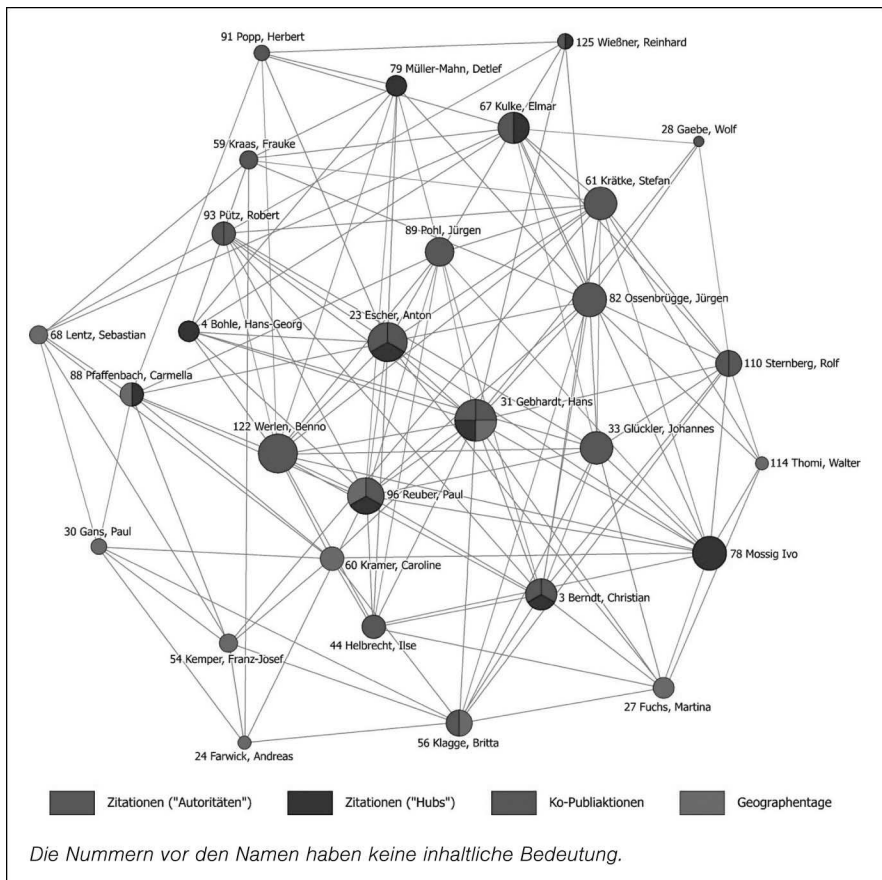 91 Popp, Herbert
125 Wießner, Reinhard
79 Müller-Mahn, Detlef
67 Kulke, Elmar
28 Gaebe, Wolf
59 Kraas, Frauke
61 Krätke, Stefan
93 Pütz, Robert
89 Pohl, Jürgen
82 Ossenbrügge, Jürgen
23 Escher, Anton
4 Bohle, Hans-Georg
68 Lentz, Sebastian
110 Sternberg, Rolf
88 Pfaffenbach, Carmella
31 Gebhardt, Hans
122 Werlen, Benno
33 Glückler, Johannes
114 Thomi, Walter
96 Reuber, Paul
30 Gans, Paul
78 Mossig Ivo
60 Kramer, Caroline
3 Berndt, Christian
44 Helbrecht, Ilse
54 Kemper, Franz-Josef
27 Fuchs, Martina
56 Klagge, Britta
24 Farwick, Andreas
Zitationen ("Autoritäten") Zitationen ("Hubs") Ko-Publiaktionen Geographentage
Die Nummern vor den Namen haben keine inhaltliche Bedeutung.